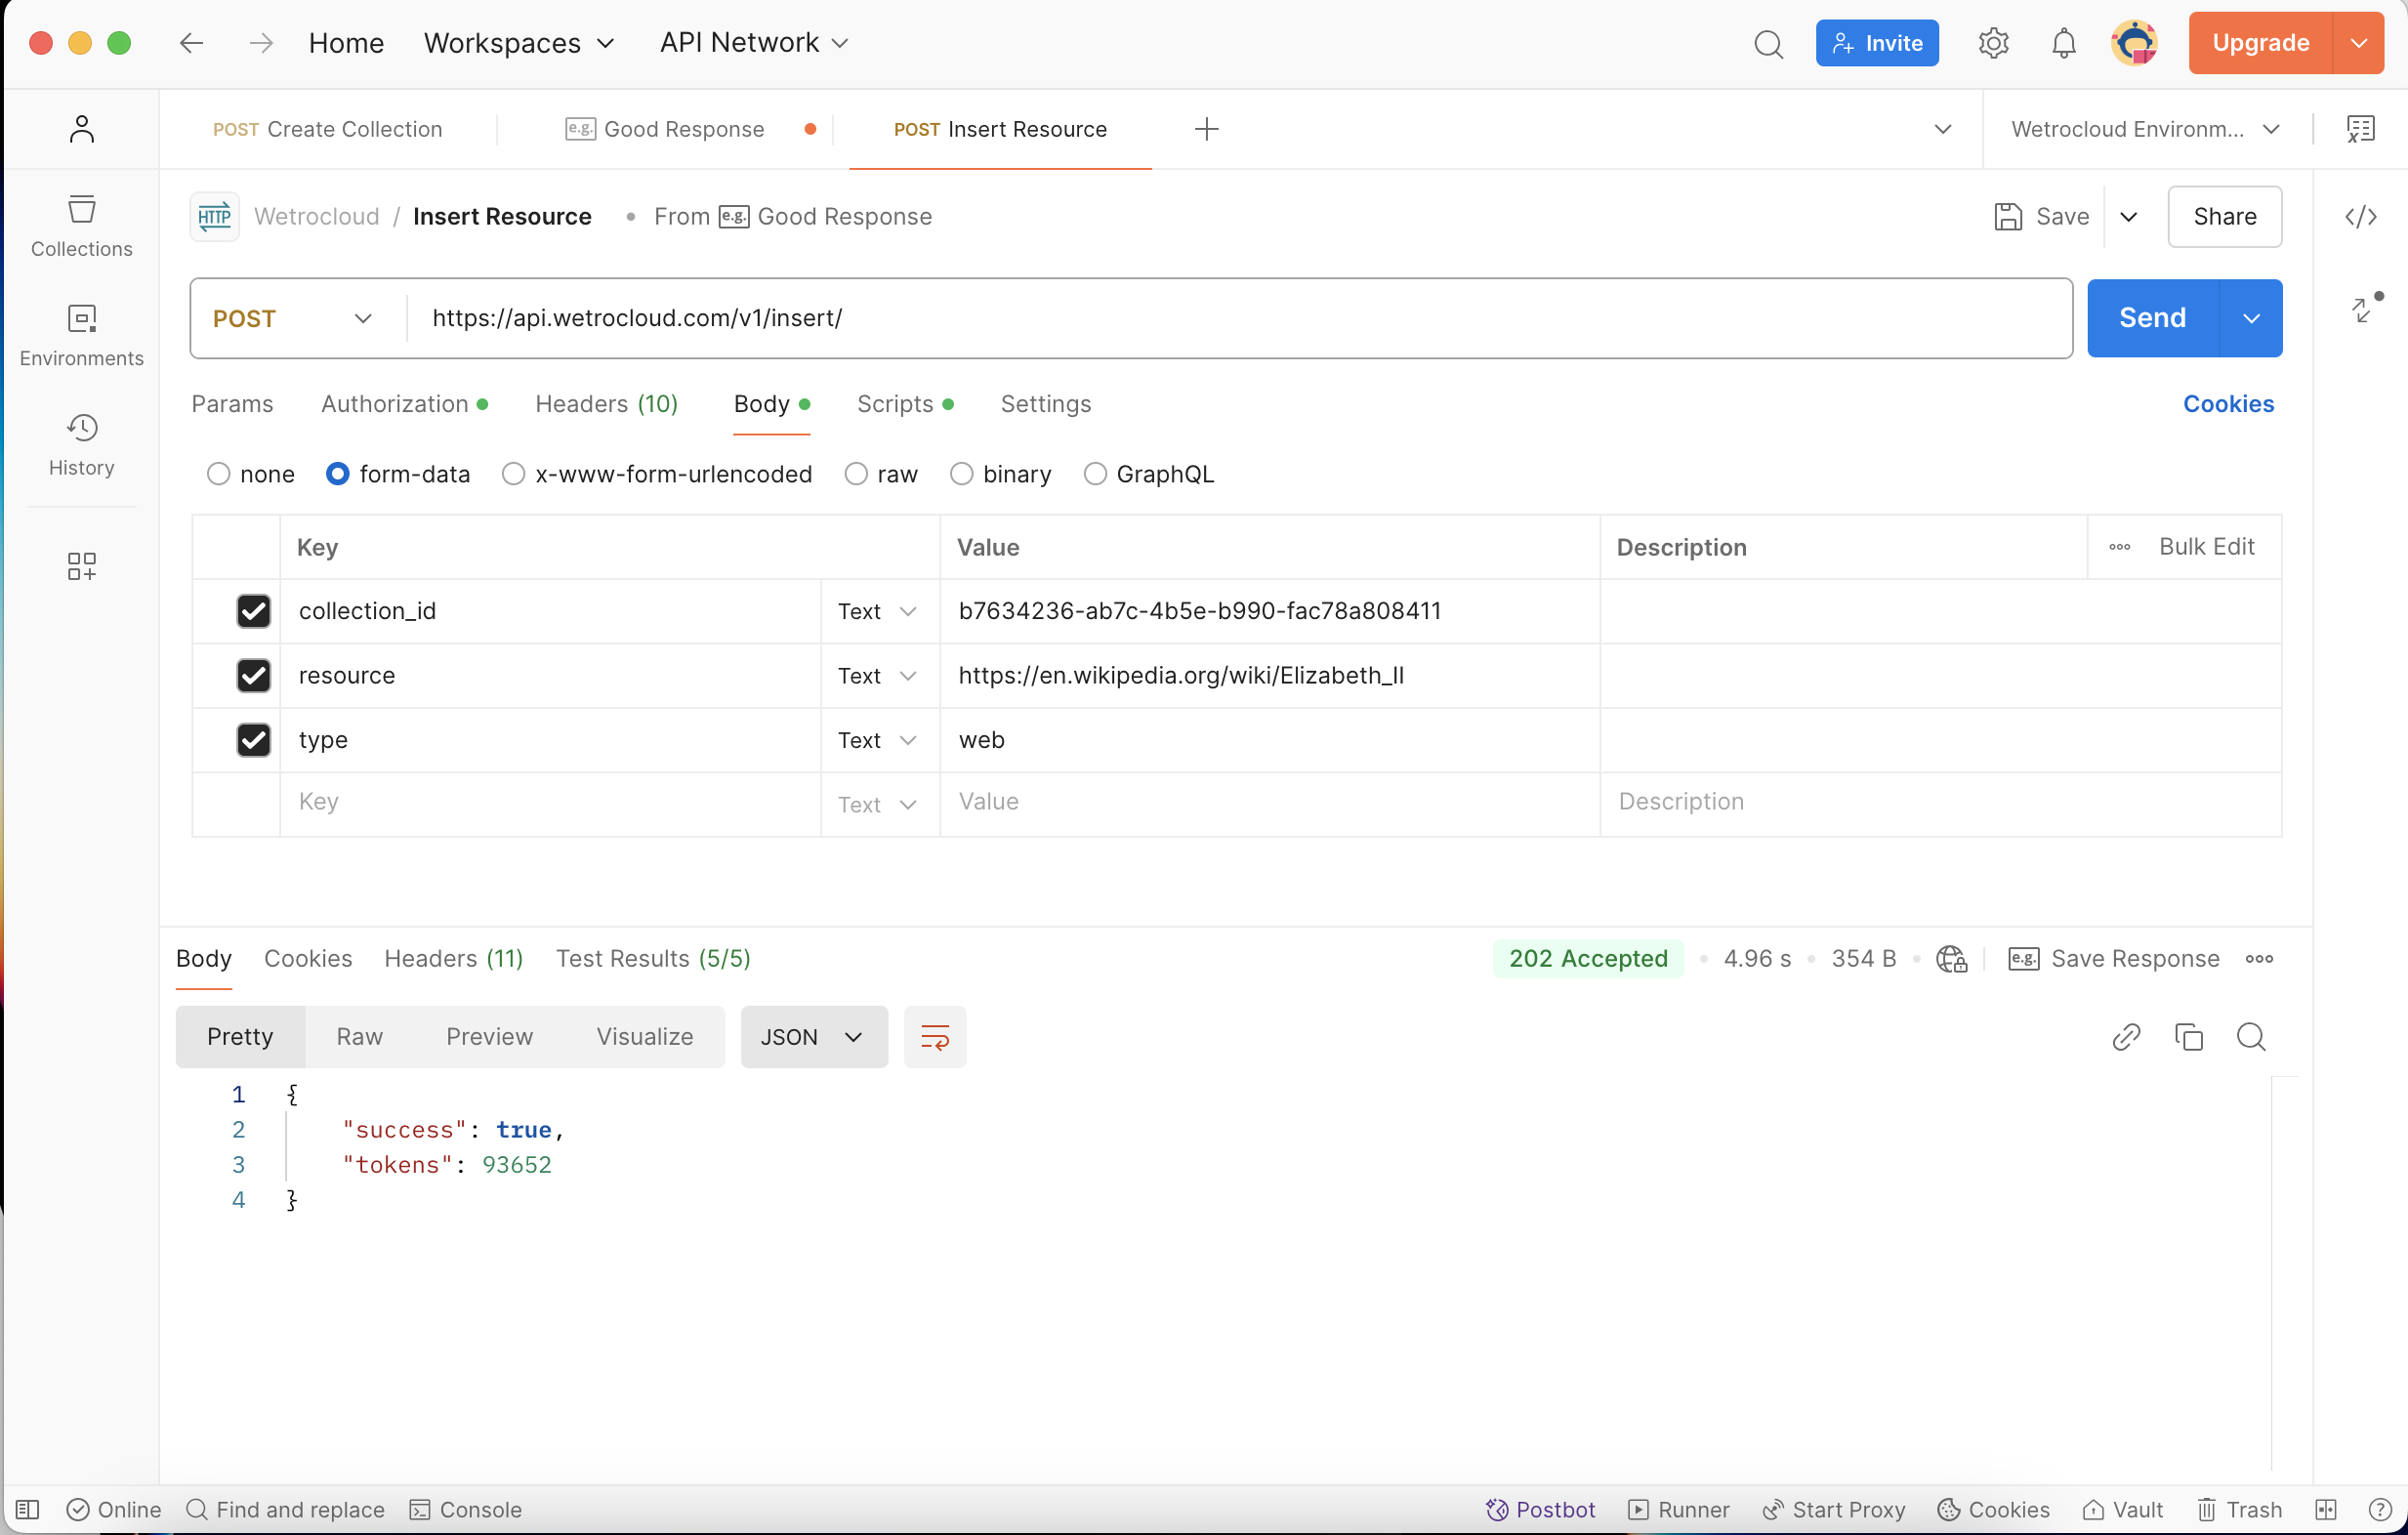 Home Workspaces API Network Invite Upgrade
POST Create Collection e.g. Good Response POST Insert Resource Wetrocloud Environm...
HTTP Wetrocloud / Insert Resource • From e.g. Good Response Save Share
Collections
POST https://api.wetrocloud.com/v1/insert/ Send
Environments
Params Authorization Headers (10) Body Scripts Settings Cookies
History
none form-data x-www-form-urlencoded raw binary GraphQL
Key Value Description Bulk Edit
collection_id Text b7634236-ab7c-4b5e-b990-fac78a808411
resource Text https://en.wikipedia.org/wiki/Elizabeth_II
type Text web
Key Text Value Description
Body Cookies Headers (11) Test Results (5/5) 202 Accepted • 4.96 s • 354 B • e.g. Save Response
Pretty Raw Preview Visualize JSON
1 {
2 "success": true,
3 "tokens": 93652
4 }
Online Find and replace Console Postbot Runner Start Proxy Cookies Vault Trash